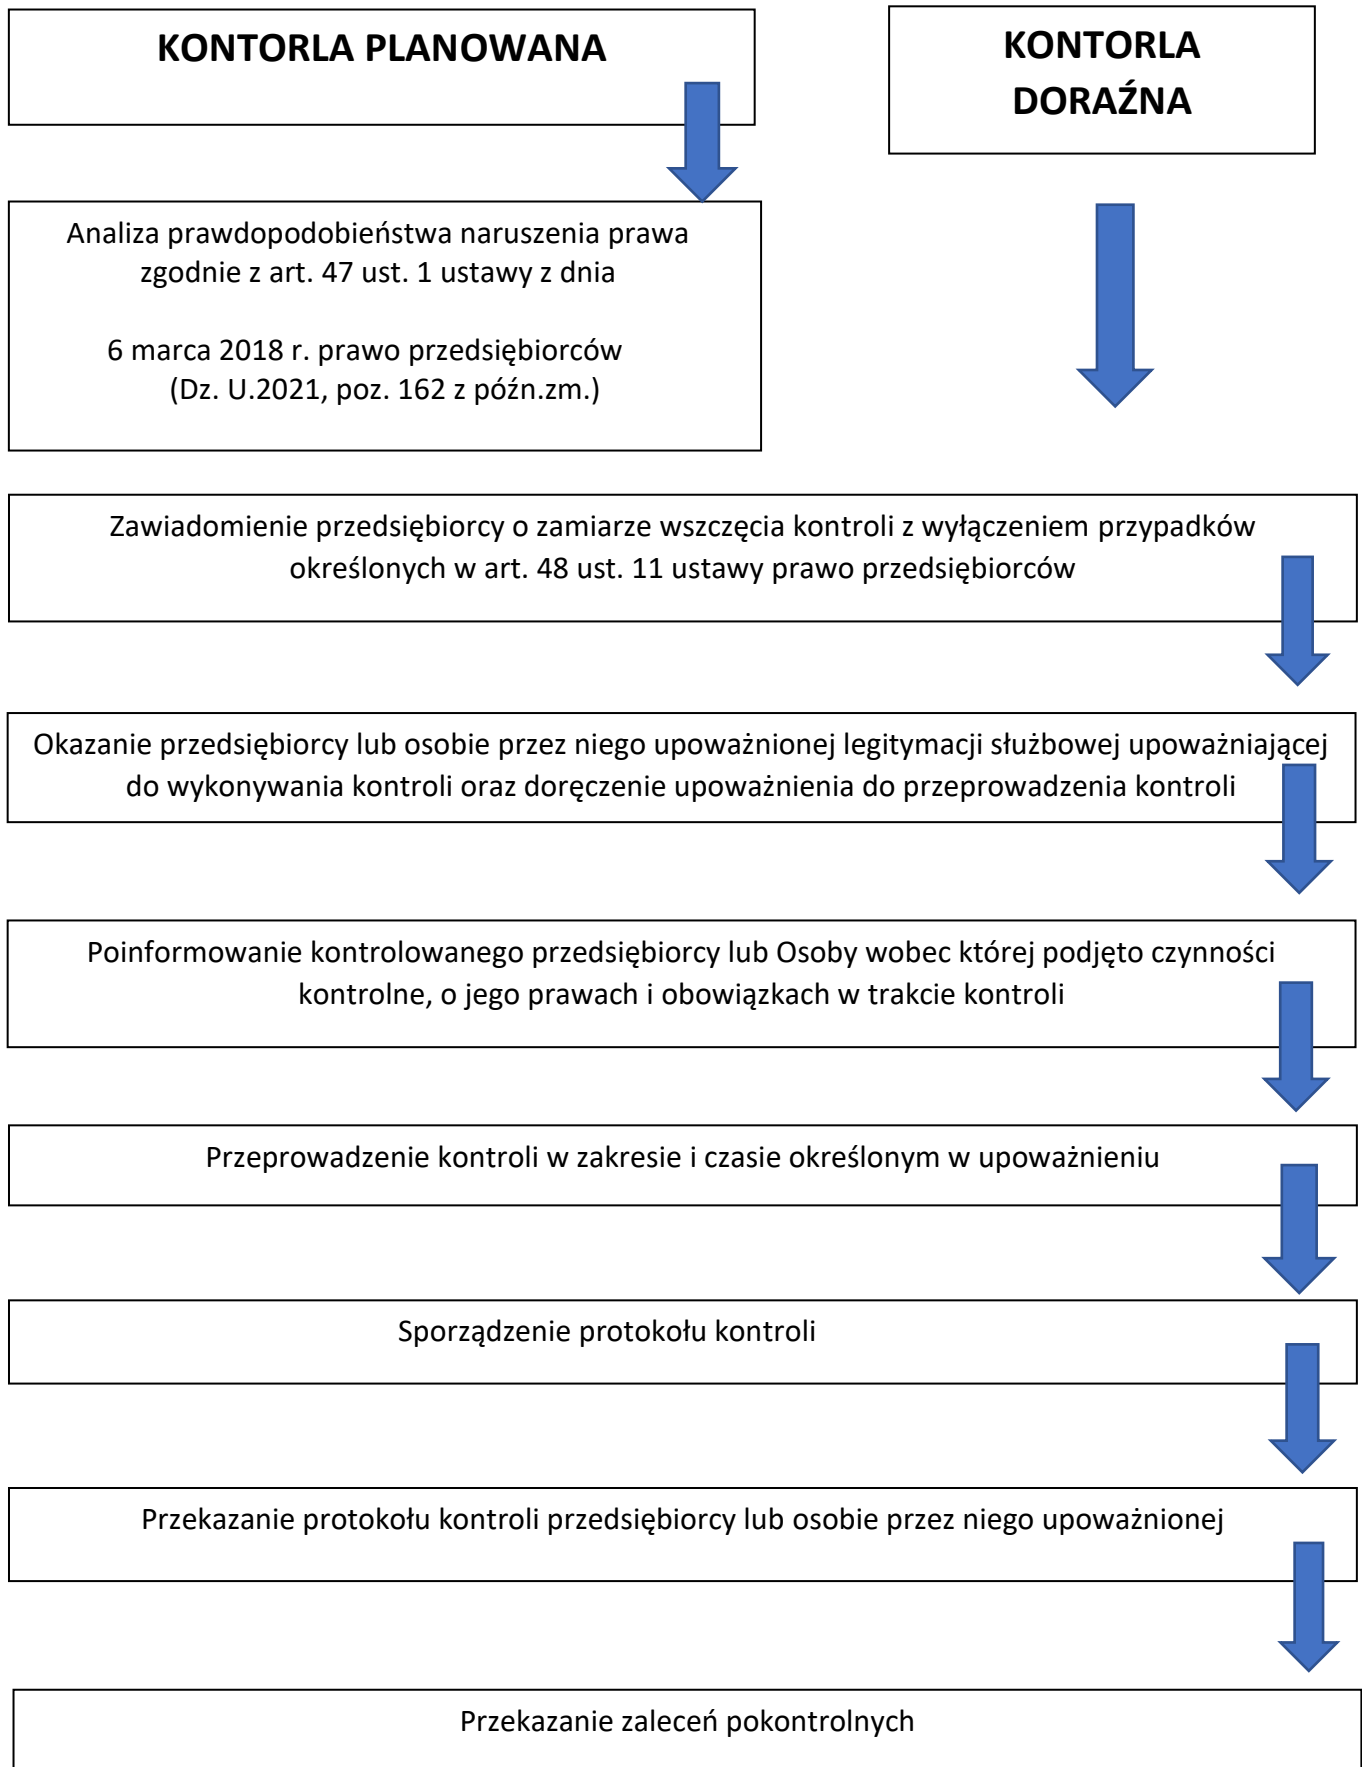 KONTORLA PLANOWANA
KONTORLA
DORAŹNA
Analiza prawdopodobieństwa naruszenia prawa
zgodnie z art. 47 ust. 1 ustawy z dnia
6 marca 2018 r. prawo przedsiębiorców
(Dz. U.2021, poz. 162 z późn.zm.)
Zawiadomienie przedsiębiorcy o zamiarze wszczęcia kontroli z wyłączeniem przypadków
określonych w art. 48 ust. 11 ustawy prawo przedsiębiorców
Okazanie przedsiębiorcy lub osobie przez niego upoważnionej legitymacji służbowej upoważniającej
do wykonywania kontroli oraz doręczenie upoważnienia do przeprowadzenia kontroli
Poinformowanie kontrolowanego przedsiębiorcy lub Osoby wobec której podjęto czynności
kontrolne, o jego prawach i obowiązkach w trakcie kontroli
Przeprowadzenie kontroli w zakresie i czasie określonym w upoważnieniu
Sporządzenie protokołu kontroli
Przekazanie protokołu kontroli przedsiębiorcy lub osobie przez niego upoważnionej
Przekazanie zaleceń pokontrolnych